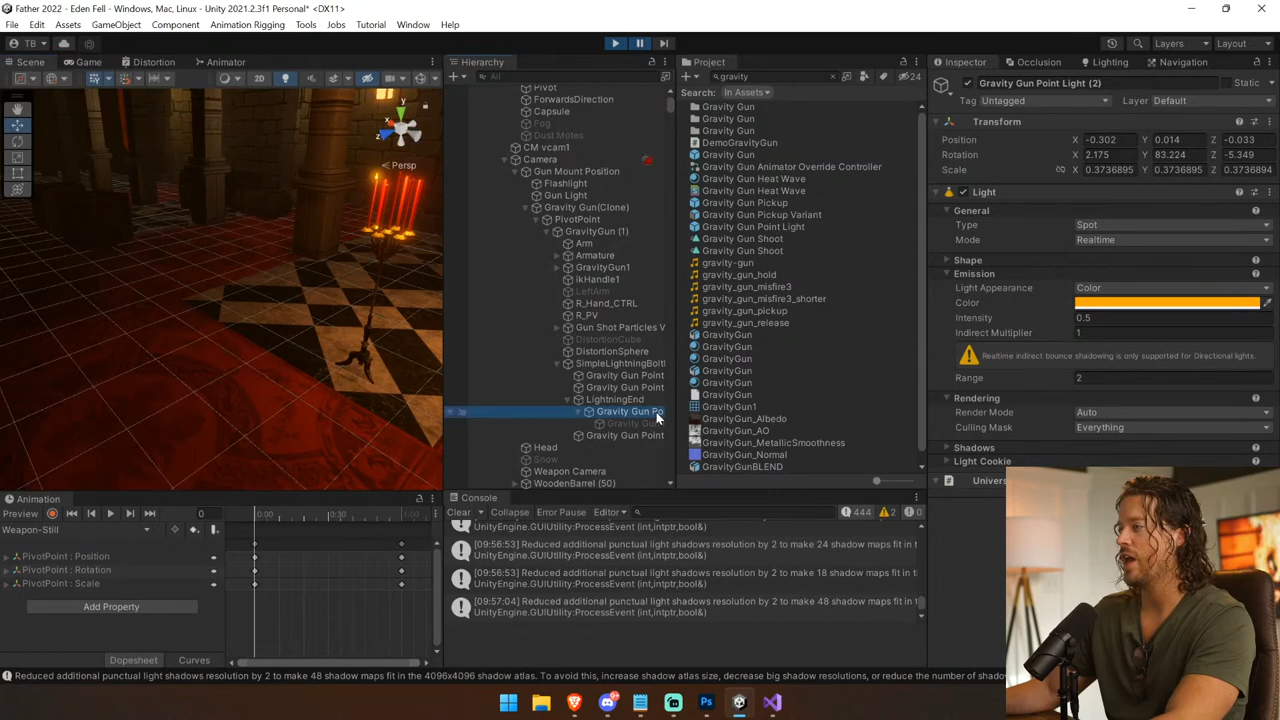 Father 2022 - Eden Fell - Windows, Mac, Linux - Unity 2021.2.3f1 Personal* <DX11>
File Edit Assets GameObject Component Animation Rigging Tools Jobs Tutorial Window Help
TB Layers Layout
Scene Game Distortion Animator
2D
y
x
z
Persp
Hierarchy
All
Pivot
ForwardsDirection
Capsule
Fog
Dust Motes
CM vcam1
Camera
Gun Mount Position
Flashlight
Gun Light
Gravity Gun(Clone)
PivotPoint
GravityGun (1)
Arm
Armature
GravityGun1
ikHandle1
LeftArm
R_Hand_CTRL
R_PV
Gun Shot Particles V
DistortionCube
DistortionSphere
SimpleLightningBolt
Gravity Gun Point
Gravity Gun Point
LightningEnd
Gravity Gun Po
Gravity Gu
Gravity Gun Point
Head
Snow
Weapon Camera
WoodenBarrel (50)
Project
gravity
24
Search: In Assets
Gravity Gun
Gravity Gun
Gravity Gun
DemoGravityGun
Gravity Gun
Gravity Gun Animator Override Controller
Gravity Gun Heat Wave
Gravity Gun Heat Wave
Gravity Gun Pickup
Gravity Gun Pickup Variant
Gravity Gun Point Light
Gravity Gun Shoot
Gravity Gun Shoot
gravity-gun
gravity_gun_hold
gravity_gun_misfire3
gravity_gun_misfire3_shorter
gravity_gun_pickup
gravity_gun_release
GravityGun
GravityGun
GravityGun
GravityGun
GravityGun
GravityGun
GravityGun1
GravityGun_Albedo
GravityGun_AO
GravityGun_MetallicSmoothness
GravityGun_Normal
GravityGunBLEND
Inspector Occlusion Lighting Navigation
Gravity Gun Point Light (2) Static
Tag Untagged Layer Default
Transform
Position X -0.302 Y 0.014 Z -0.033
Rotation X 2.175 Y 83.224 Z -5.349
Scale X 0.3736895 Y 0.3736895 Z 0.3736894
Light
General
Type Spot
Mode Realtime
Shape
Emission
Light Appearance Color
Color
Intensity 0.5
Indirect Multiplier 1
Realtime indirect bounce shadowing is only supported for Directional lights.
Range 2
Rendering
Render Mode Auto
Culling Mask Everything
Shadows
Light Cookie
Univers
Animation
Preview 0 0:00 0:30 1:00
Weapon-Still
PivotPoint : Position
PivotPoint : Rotation
PivotPoint : Scale
Add Property
Dopesheet Curves
Console
Clear Collapse Error Pause Editor 444 2 0
UnityEngine.GUIUtility:ProcessEvent (int,intptr,bool&)
[09:56:53] Reduced additional punctual light shadows resolution by 2 to make 24 shadow maps fit in the
UnityEngine.GUIUtility:ProcessEvent (int,intptr,bool&)
[09:56:53] Reduced additional punctual light shadows resolution by 2 to make 18 shadow maps fit in the
UnityEngine.GUIUtility:ProcessEvent (int,intptr,bool&)
[09:57:04] Reduced additional punctual light shadows resolution by 2 to make 48 shadow maps fit in t
UnityEngine.GUIUtility:ProcessEvent (int,intptr,bool&)
Reduced additional punctual light shadows resolution by 2 to make 48 shadow maps fit in the 4096x4096 shadow atlas. To avoid this, increase shadow atlas size, decrease big shadow resolutions, or reduce the number of shado
Ps